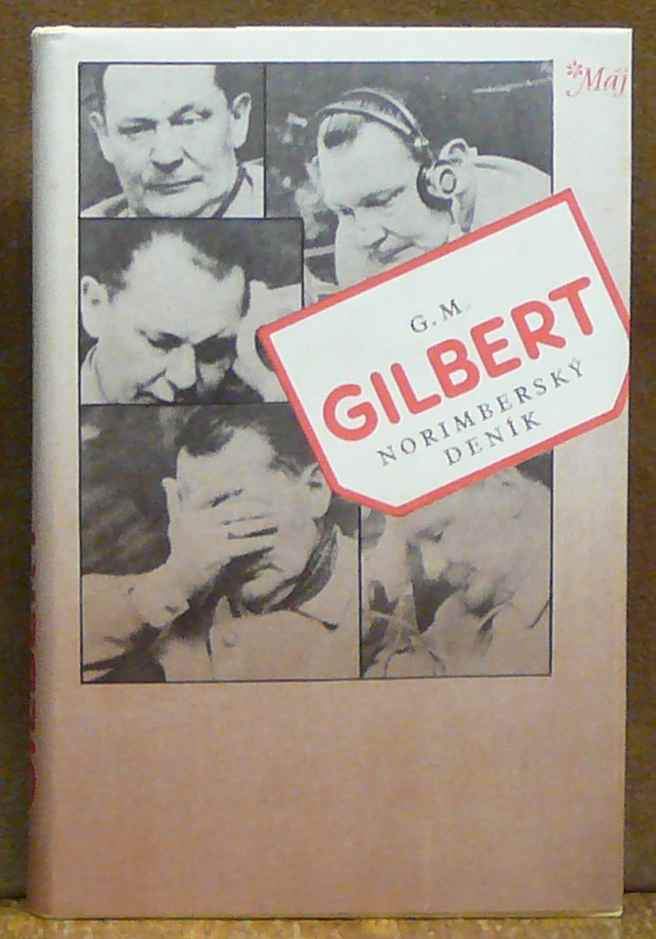 *Máj
G. M.
GILBERT
NORIMBERSKÝ
DENÍK